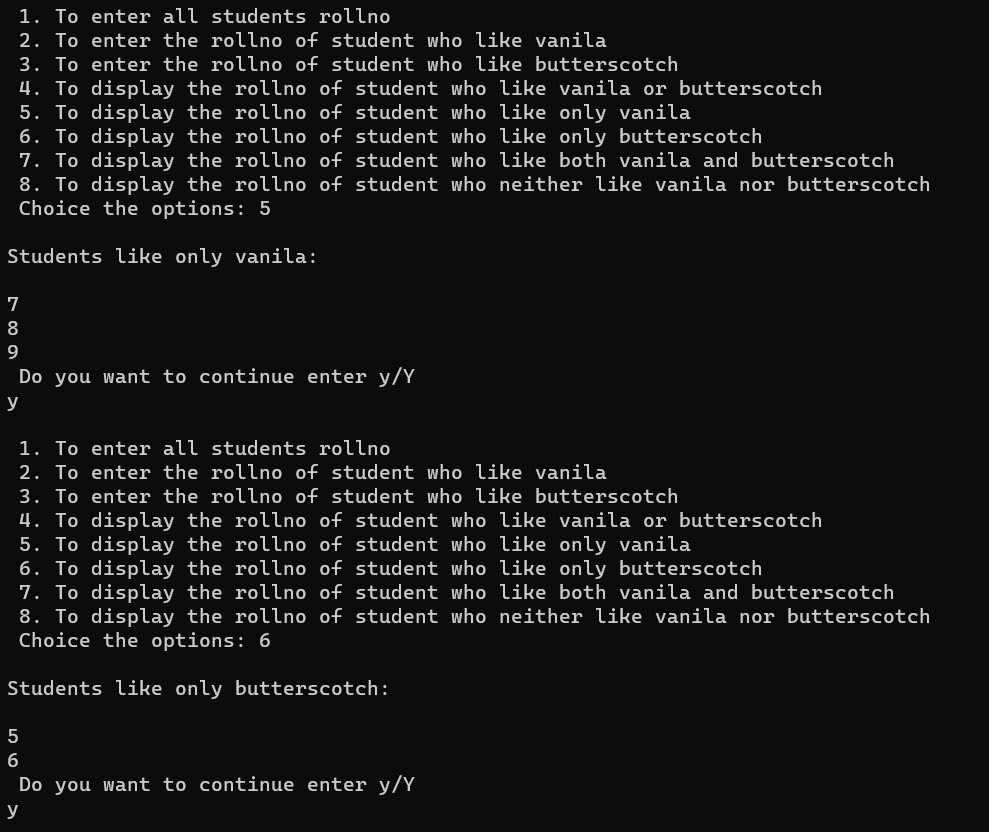 1. To enter all students rollno
2. To enter the rollno of student who like vanila
3. To enter the rollno of student who like butterscotch
4. To display the rollno of student who like vanila or butterscotch
5. To display the rollno of student who like only vanila
6. To display the rollno of student who like only butterscotch
7. To display the rollno of student who like both vanila and butterscotch
8. To display the rollno of student who neither like vanila nor butterscotch
Choice the options: 5
Students like only vanila:
7
8
9
Do you want to continue enter y/Y
y
1. To enter all students rollno
2. To enter the rollno of student who like vanila
3. To enter the rollno of student who like butterscotch
4. To display the rollno of student who like vanila or butterscotch
5. To display the rollno of student who like only vanila
6. To display the rollno of student who like only butterscotch
7. To display the rollno of student who like both vanila and butterscotch
8. To display the rollno of student who neither like vanila nor butterscotch
Choice the options: 6
Students like only butterscotch:
5
6
Do you want to continue enter y/Y
y